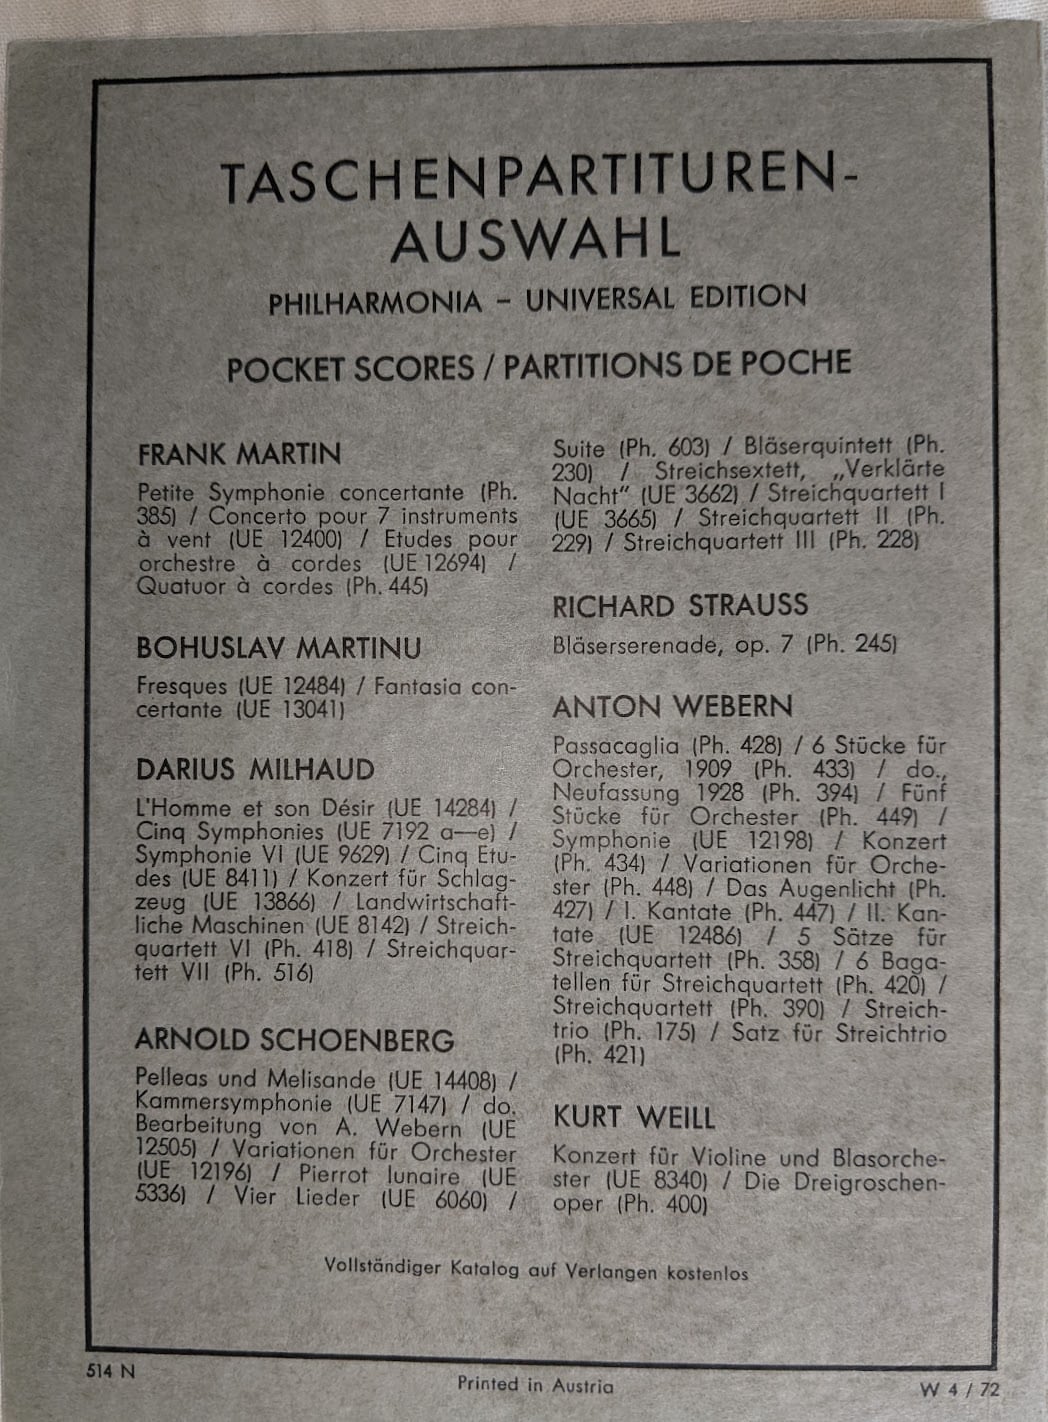 TASCHENPARTITUREN-
AUSWAHL
PHILHARMONIA – UNIVERSAL EDITION
POCKET SCORES / PARTITIONS DE POCHE
FRANK MARTIN
Petite Symphonie concertante (Ph.
385) / Concerto pour 7 instruments
à vent (UE 12400) / Etudes pour
orchestre à cordes (UE 12694) /
Quatuor à cordes (Ph. 445)
BOHUSLAV MARTINU
Fresques (UE 12484) / Fantasia con-
certante (UE 13041)
DARIUS MILHAUD
L'Homme et son Désir (UE 14284) /
Cinq Symphonies (UE 7192 a—e) /
Symphonie VI (UE 9629) / Cinq Etu-
des (UE 8411) / Konzert für Schlag-
zeug (UE 13866) / Landwirtschaft-
liche Maschinen (UE 8142) / Streich-
quartett VI (Ph. 418) / Streichquar-
tett VII (Ph. 516)
ARNOLD SCHOENBERG
Pelleas und Melisande (UE 14408) /
Kammersymphonie (UE 7147) / do.
Bearbeitung von A. Webern (UE
12505) / Variationen für Orchester
(UE 12196) / Pierrot lunaire (UE
5336) / Vier Lieder (UE 6060) /
Suite (Ph. 603) / Bläserquintett (Ph.
230) / Streichsextett, „Verklärte
Nacht“ (UE 3662) / Streichquartett I
(UE 3665) / Streichquartett II (Ph.
229) / Streichquartett III (Ph. 228)
RICHARD STRAUSS
Bläserserenade, op. 7 (Ph. 245)
ANTON WEBERN
Passacaglia (Ph. 428) / 6 Stücke für
Orchester, 1909 (Ph. 433) / do.,
Neufassung 1928 (Ph. 394) / Fünf
Stücke für Orchester (Ph. 449) /
Symphonie (UE 12198) / Konzert
(Ph. 434) / Variationen für Orche-
ster (Ph. 448) / Das Augenlicht (Ph.
427) / I. Kantate (Ph. 447) / II. Kan-
tate (UE 12486) / 5 Sätze für
Streichquartett (Ph. 358) / 6 Baga-
tellen für Streichquartett (Ph. 420) /
Streichquartett (Ph. 390) / Streich-
trio (Ph. 175) / Satz für Streichtrio
(Ph. 421)
KURT WEILL
Konzert für Violine und Blasorche-
ster (UE 8340) / Die Dreigroschen-
oper (Ph. 400)
Vollständiger Katalog auf Verlangen kostenlos
514 N
Printed in Austria
W 4 / 72